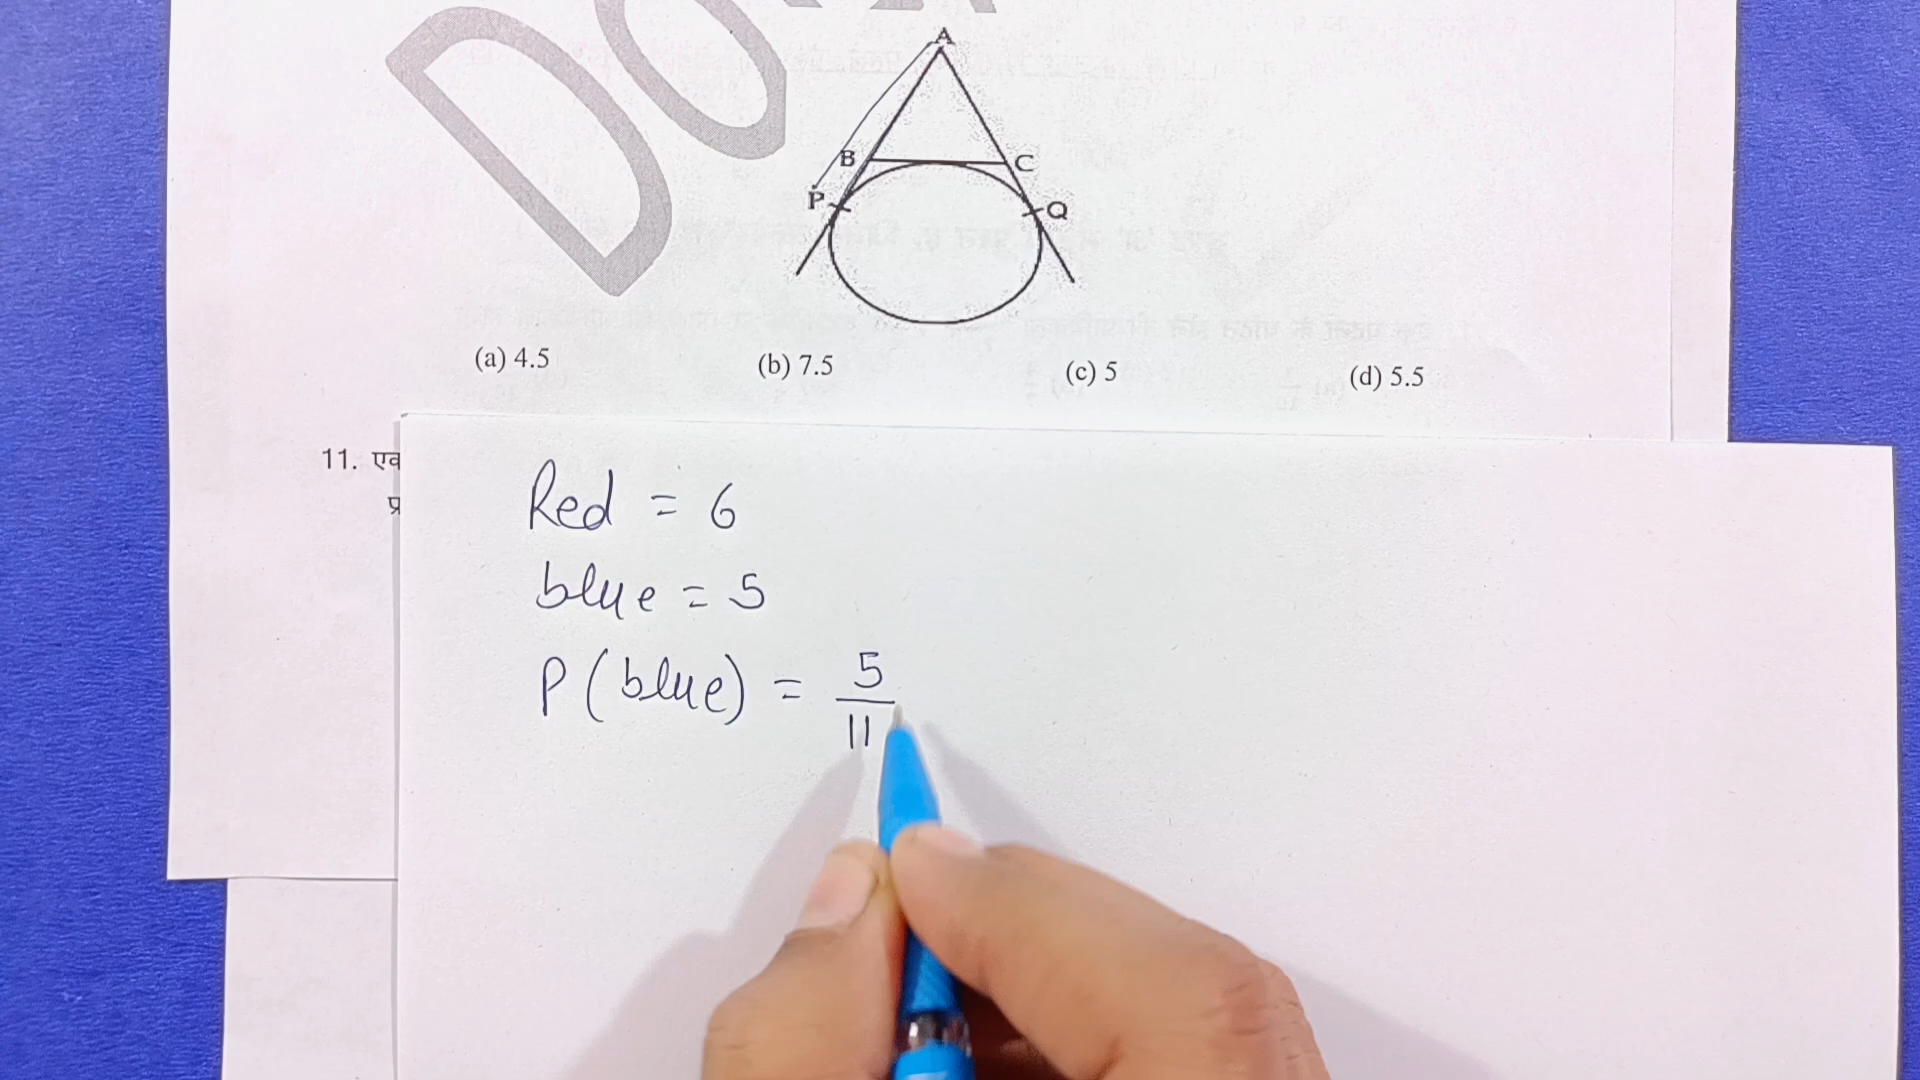 A
B
C
P
Q
(a) 4.5 (b) 7.5 (c) 5 (d) 5.5
11. एव
प्र
Red = 6
blue = 5
P (blue) = 5/11